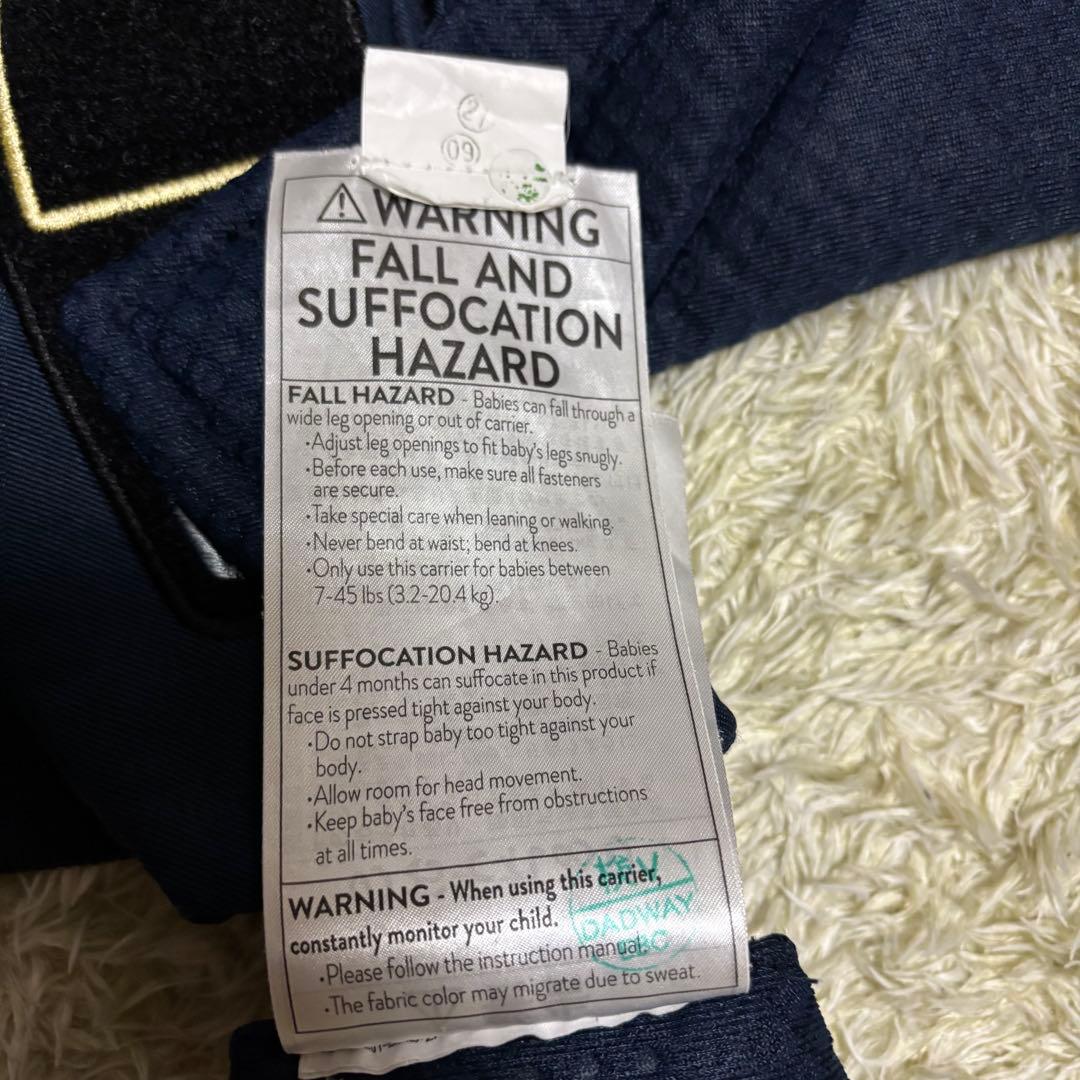 (09)
WARNING
FALL AND
SUFFOCATION
HAZARD
FALL HAZARD - Babies can fall through a
wide leg opening or out of carrier.
•Adjust leg openings to fit baby's legs snugly.
•Before each use, make sure all fasteners
are secure.
•Take special care when leaning or walking.
•Never bend at waist; bend at knees.
•Only use this carrier for babies between
7-45 lbs (3.2-20.4 kg).
SUFFOCATION HAZARD - Babies
under 4 months can suffocate in this product if
face is pressed tight against your body.
•Do not strap baby too tight against your
body.
•Allow room for head movement.
•Keep baby's face free from obstructions
at all times.
WARNING - When using this carrier,
constantly monitor your child.
•Please follow the instruction manual.
•The fabric color may migrate due to sweat.
DADWAY